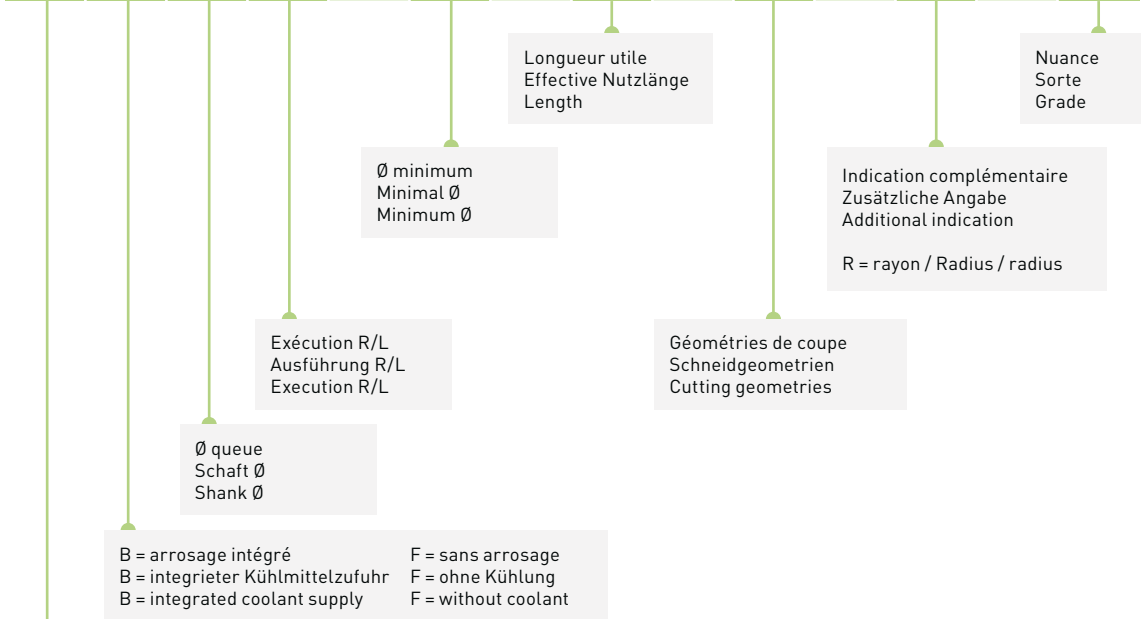 Longueur utile
Effective Nutzlänge
Length
Nuance
Sorte
Grade
Ø minimum
Minimal Ø
Minimum Ø
Indication complémentaire
Zusätzliche Angabe
Additional indication
R = rayon / Radius / radius
Exécution R/L
Ausführung R/L
Execution R/L
Géométries de coupe
Schneidgeometrien
Cutting geometries
Ø queue
Schaft Ø
Shank Ø
B = arrosage intégré F = sans arrosage
B = integrierter Kühlmittelzufuhr F = ohne Kühlung
B = integrated coolant supply F = without coolant